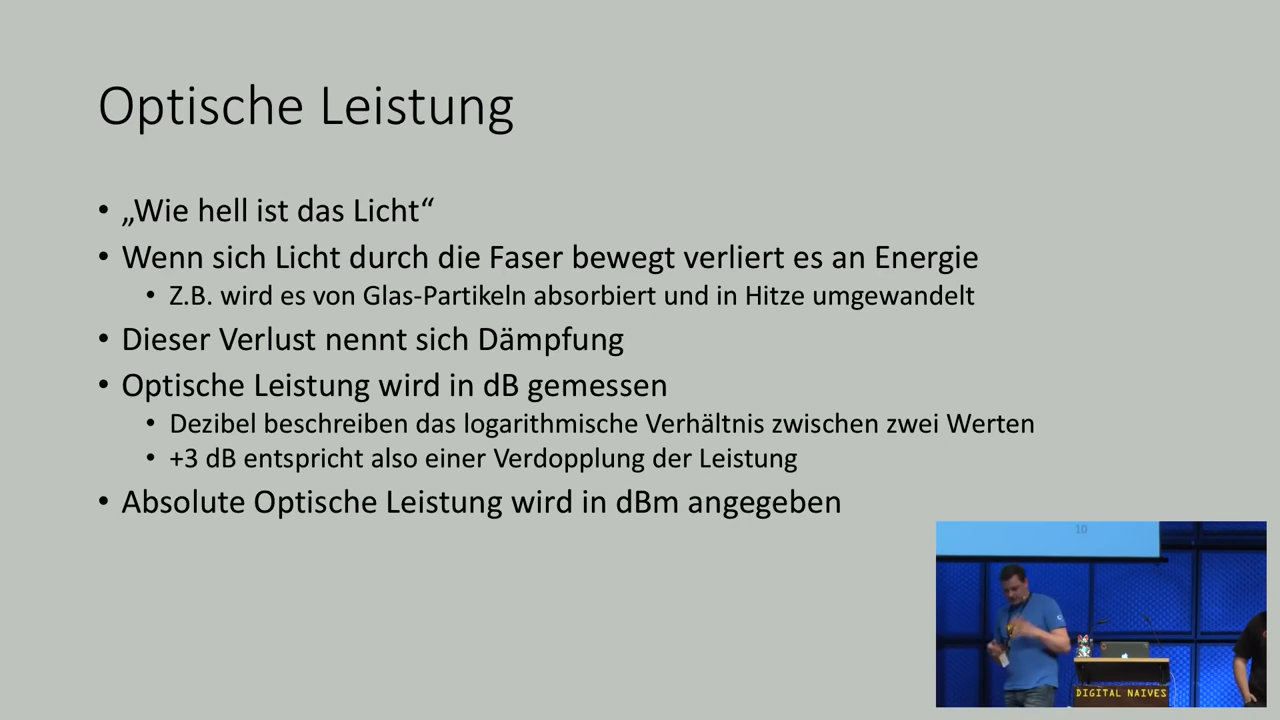 Optische Leistung
• „Wie hell ist das Licht“
• Wenn sich Licht durch die Faser bewegt verliert es an Energie
• Z.B. wird es von Glas-Partikeln absorbiert und in Hitze umgewandelt
• Dieser Verlust nennt sich Dämpfung
• Optische Leistung wird in dB gemessen
• Dezibel beschreiben das logarithmische Verhältnis zwischen zwei Werten
• +3 dB entspricht also einer Verdopplung der Leistung
• Absolute Optische Leistung wird in dBm angegeben
10
DIGITAL NAIVES